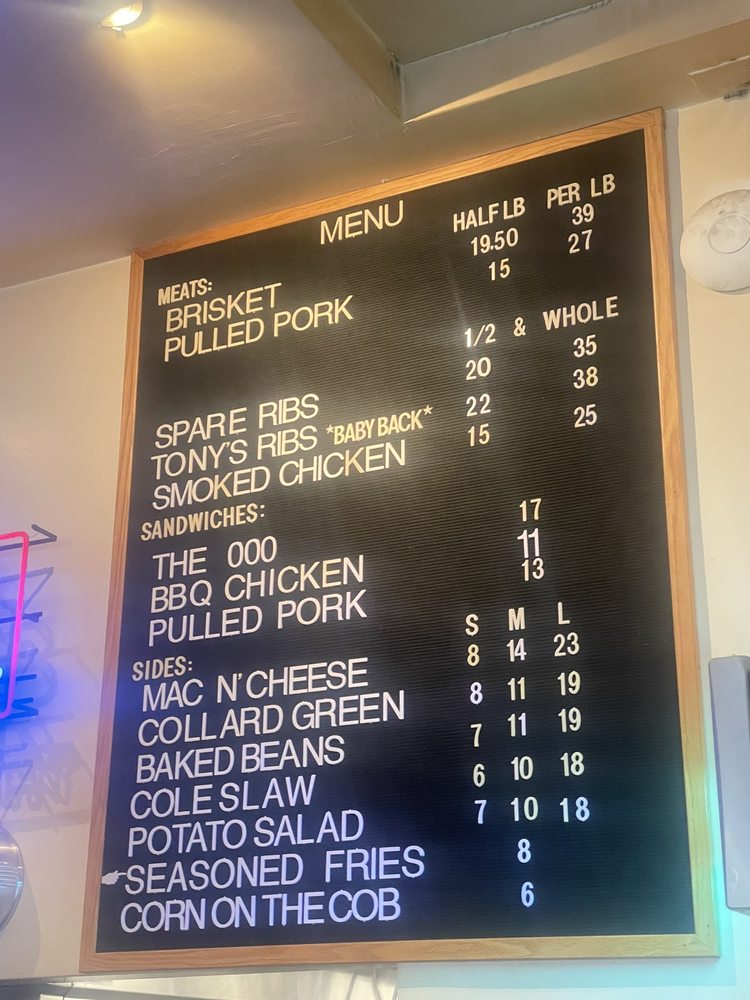 MENU
HALF LB PER LB
MEATS:
BRISKET 19.50 39
PULLED PORK 15 27
1/2 & WHOLE
SPARE RIBS 20 35
TONY'S RIBS *BABY BACK* 22 38
SMOKED CHICKEN 15 25
SANDWICHES:
THE 000 17
BBQ CHICKEN 11
PULLED PORK 13
SIDES: S M L
MAC N' CHEESE 8 14 23
COLLARD GREEN 8 11 19
BAKED BEANS 7 11 19
COLE SLAW 6 10 18
POTATO SALAD 7 10 18
SEASONED FRIES 8
CORN ON THE COB 6